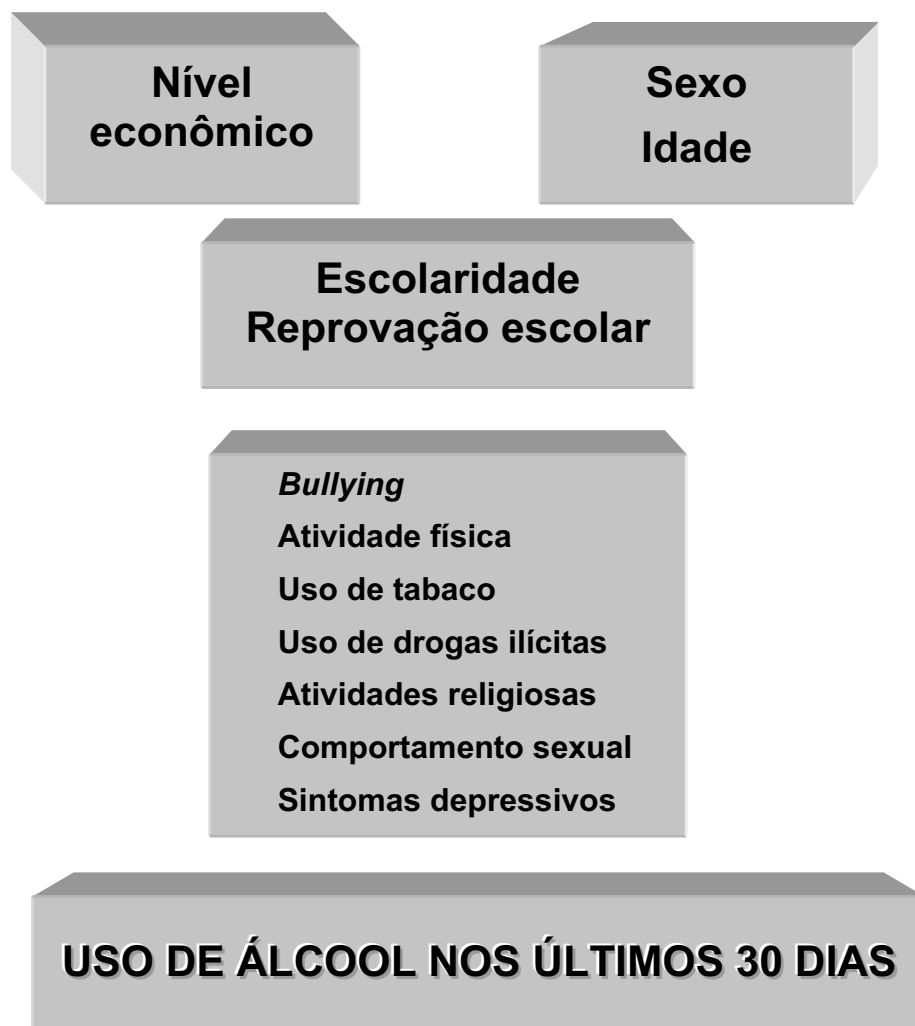 Nível
econômico
Sexo
Idade
Escolaridade
Reprovação escolar
Bullying
Atividade física
Uso de tabaco
Uso de drogas ilícitas
Atividades religiosas
Comportamento sexual
Sintomas depressivos
USO DE ÁLCOOL NOS ÚLTIMOS 30 DIAS